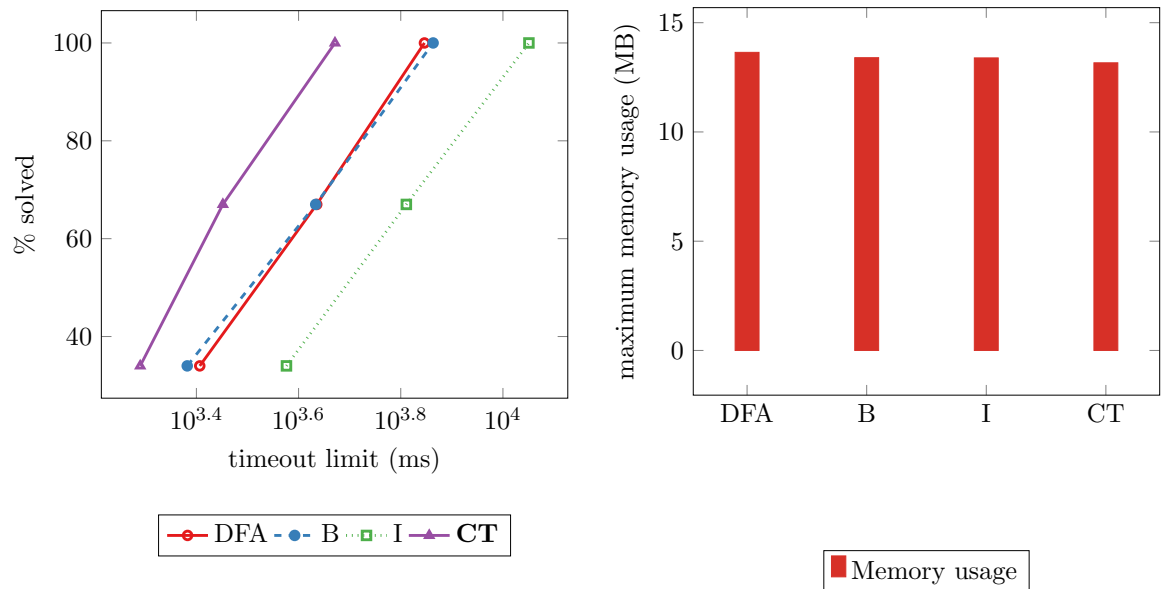 % solved
100
80
60
40
10^3.4 10^3.6 10^3.8 10^4
timeout limit (ms)
DFA B I CT
maximum memory usage (MB)
15
10
5
0
DFA B I CT
Memory usage